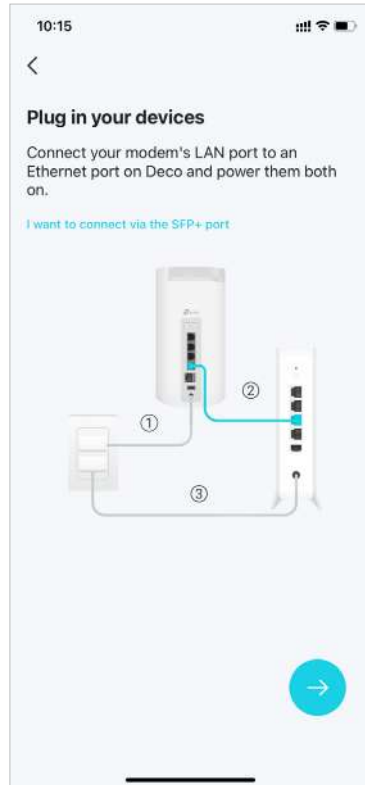 10:15
Plug in your devices
Connect your modem's LAN port to an
Ethernet port on Deco and power them both
on.
I want to connect via the SFP+ port
②
①
③